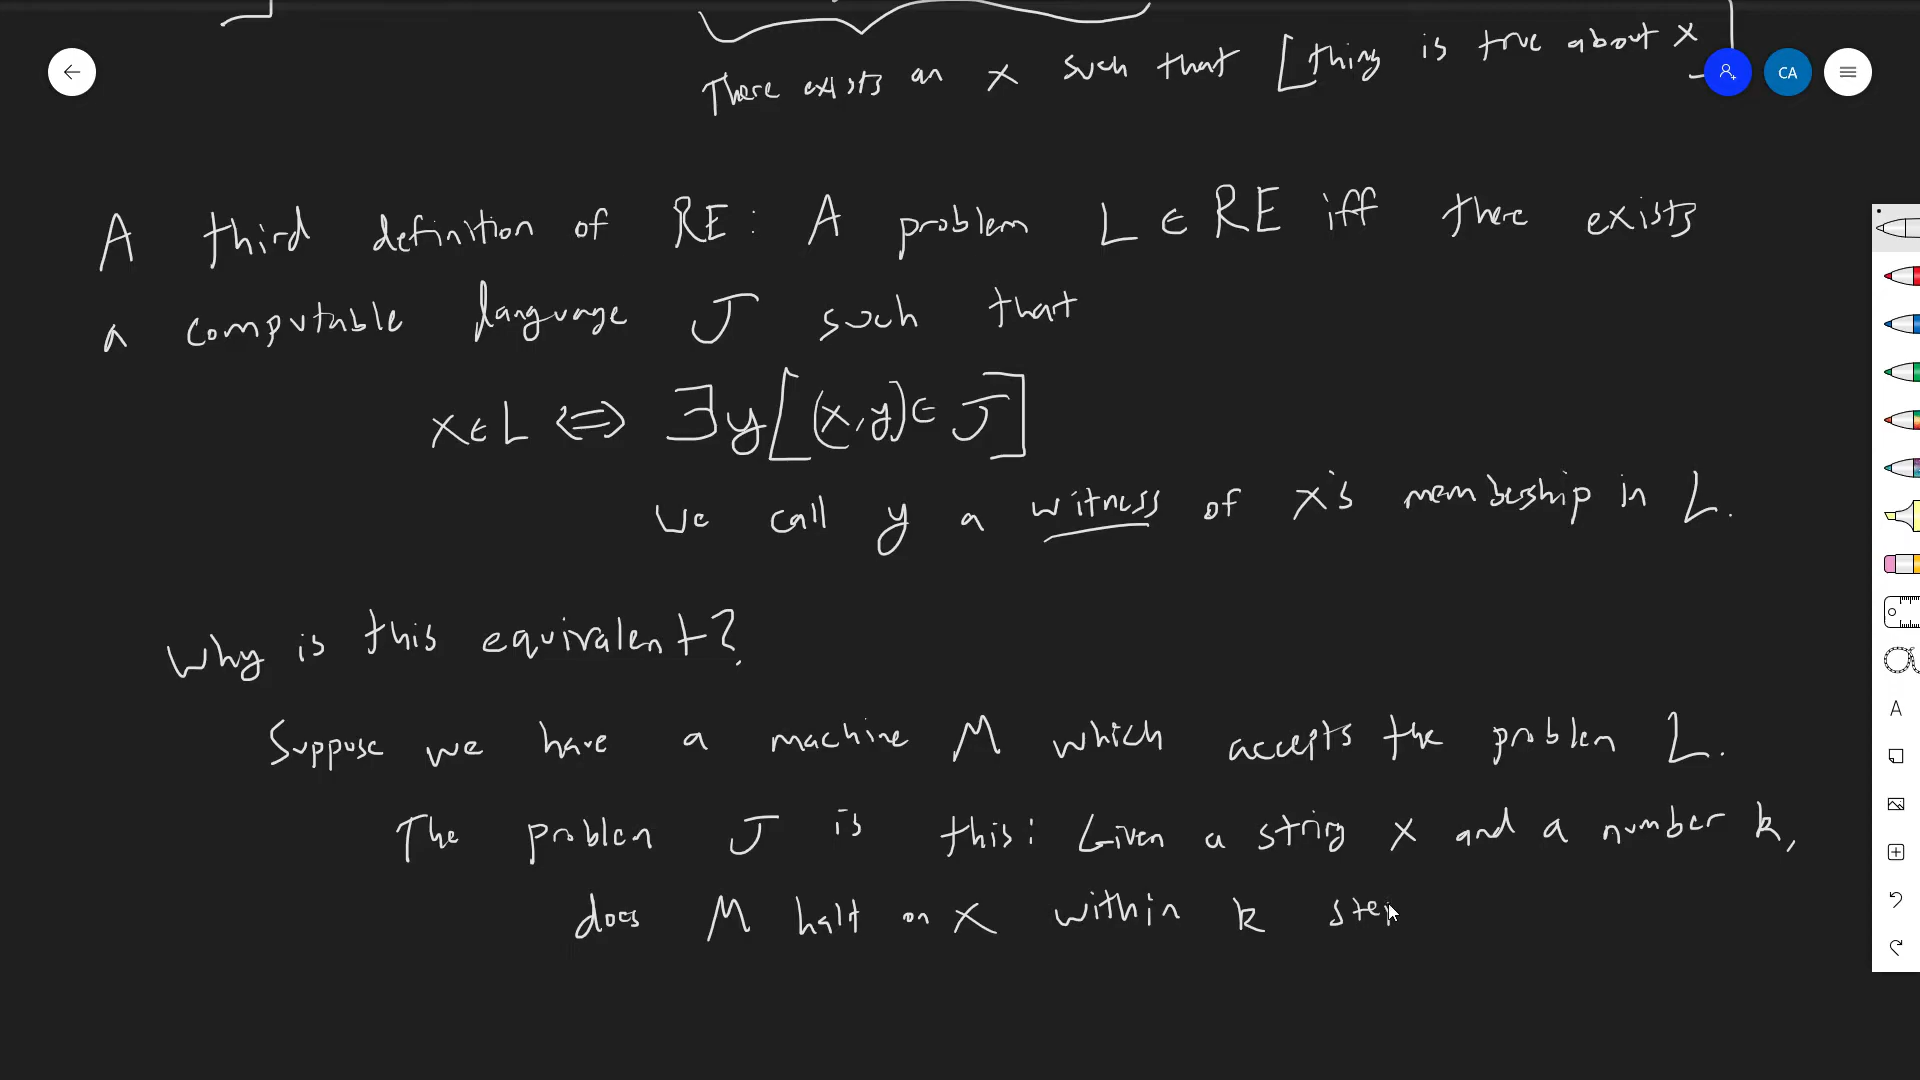 There exists an x such that [thing is true about x
CA
A third definition of RE: A problem L ∈ RE iff there exists
a computable language J such that
x ∈ L ⟺ ∃y[(x,y) ∈ J]
We call y a witness of x's membership in L.
Why is this equivalent?
Suppose we have a machine M which accepts the problem L.
The problem J is this: Given a string x and a number k,
does M halt on x within k step
A